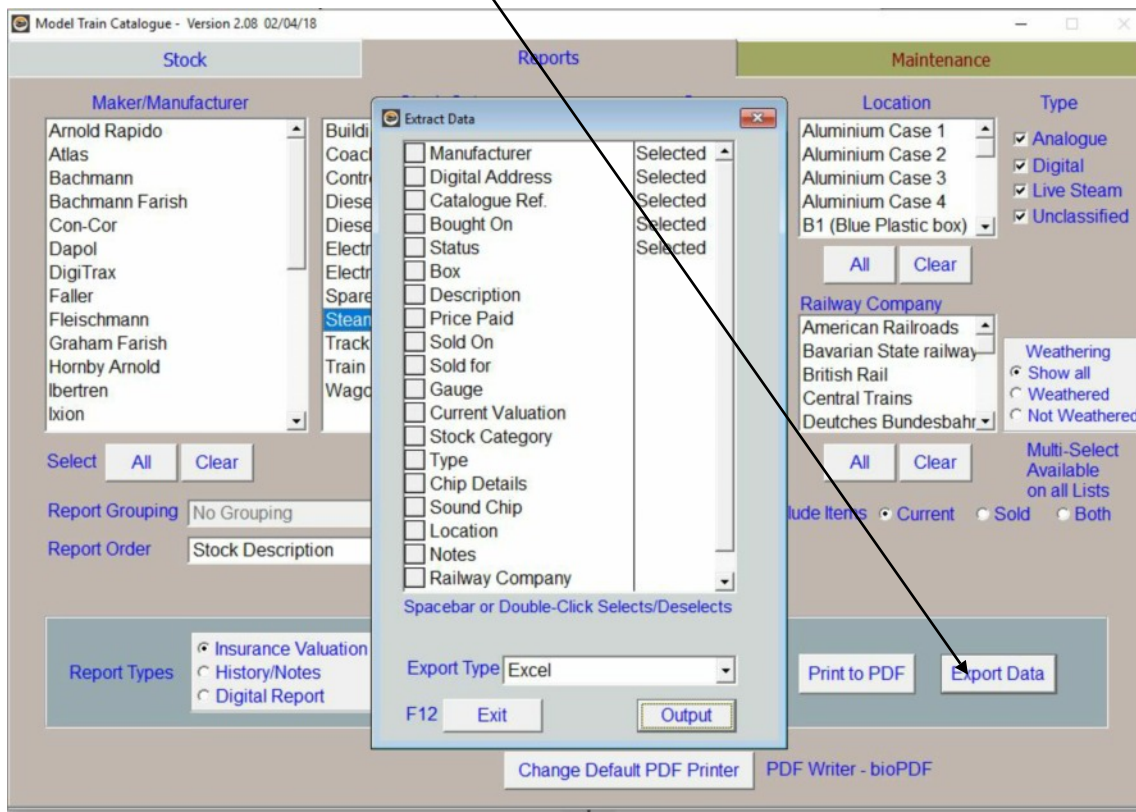 Model Train Catalogue - Version 2.08 02/04/18
Stock
Reports
Maintenance
Maker/Manufacturer
Arnold Rapido
Atlas
Bachmann
Bachmann Farish
Con-Cor
Dapol
DigiTrax
Faller
Fleischmann
Graham Farish
Hornby Arnold
Ibertren
Ixion
Select All Clear
Report Grouping No Grouping
Report Order Stock Description
Track
Train
Extract Data
Manufacturer Selected
Digital Address Selected
Catalogue Ref. Selected
Bought On Selected
Status Selected
Box
Description
Price Paid
Sold On
Sold for
Gauge
Current Valuation
Stock Category
Type
Chip Details
Sound Chip
Location
Notes
Railway Company
Spacebar or Double-Click Selects/Deselects
Export Type Excel
F12 Exit Output
Location
Aluminium Case 1
Aluminium Case 2
Aluminium Case 3
Aluminium Case 4
B1 (Blue Plastic box)
All Clear
Type
Analogue
Digital
Live Steam
Unclassified
Railway Company
American Railroads
Bavarian State railway
British Rail
Central Trains
Deutches Bundesbahn
All Clear
Weathering
Show all
Weathered
Not Weathered
Multi-Select
Available
on all Lists
Items Current Sold Both
Report Types
Insurance Valuation
History/Notes
Digital Report
Print to PDF Export Data
Change Default PDF Printer PDF Writer - bioPDF